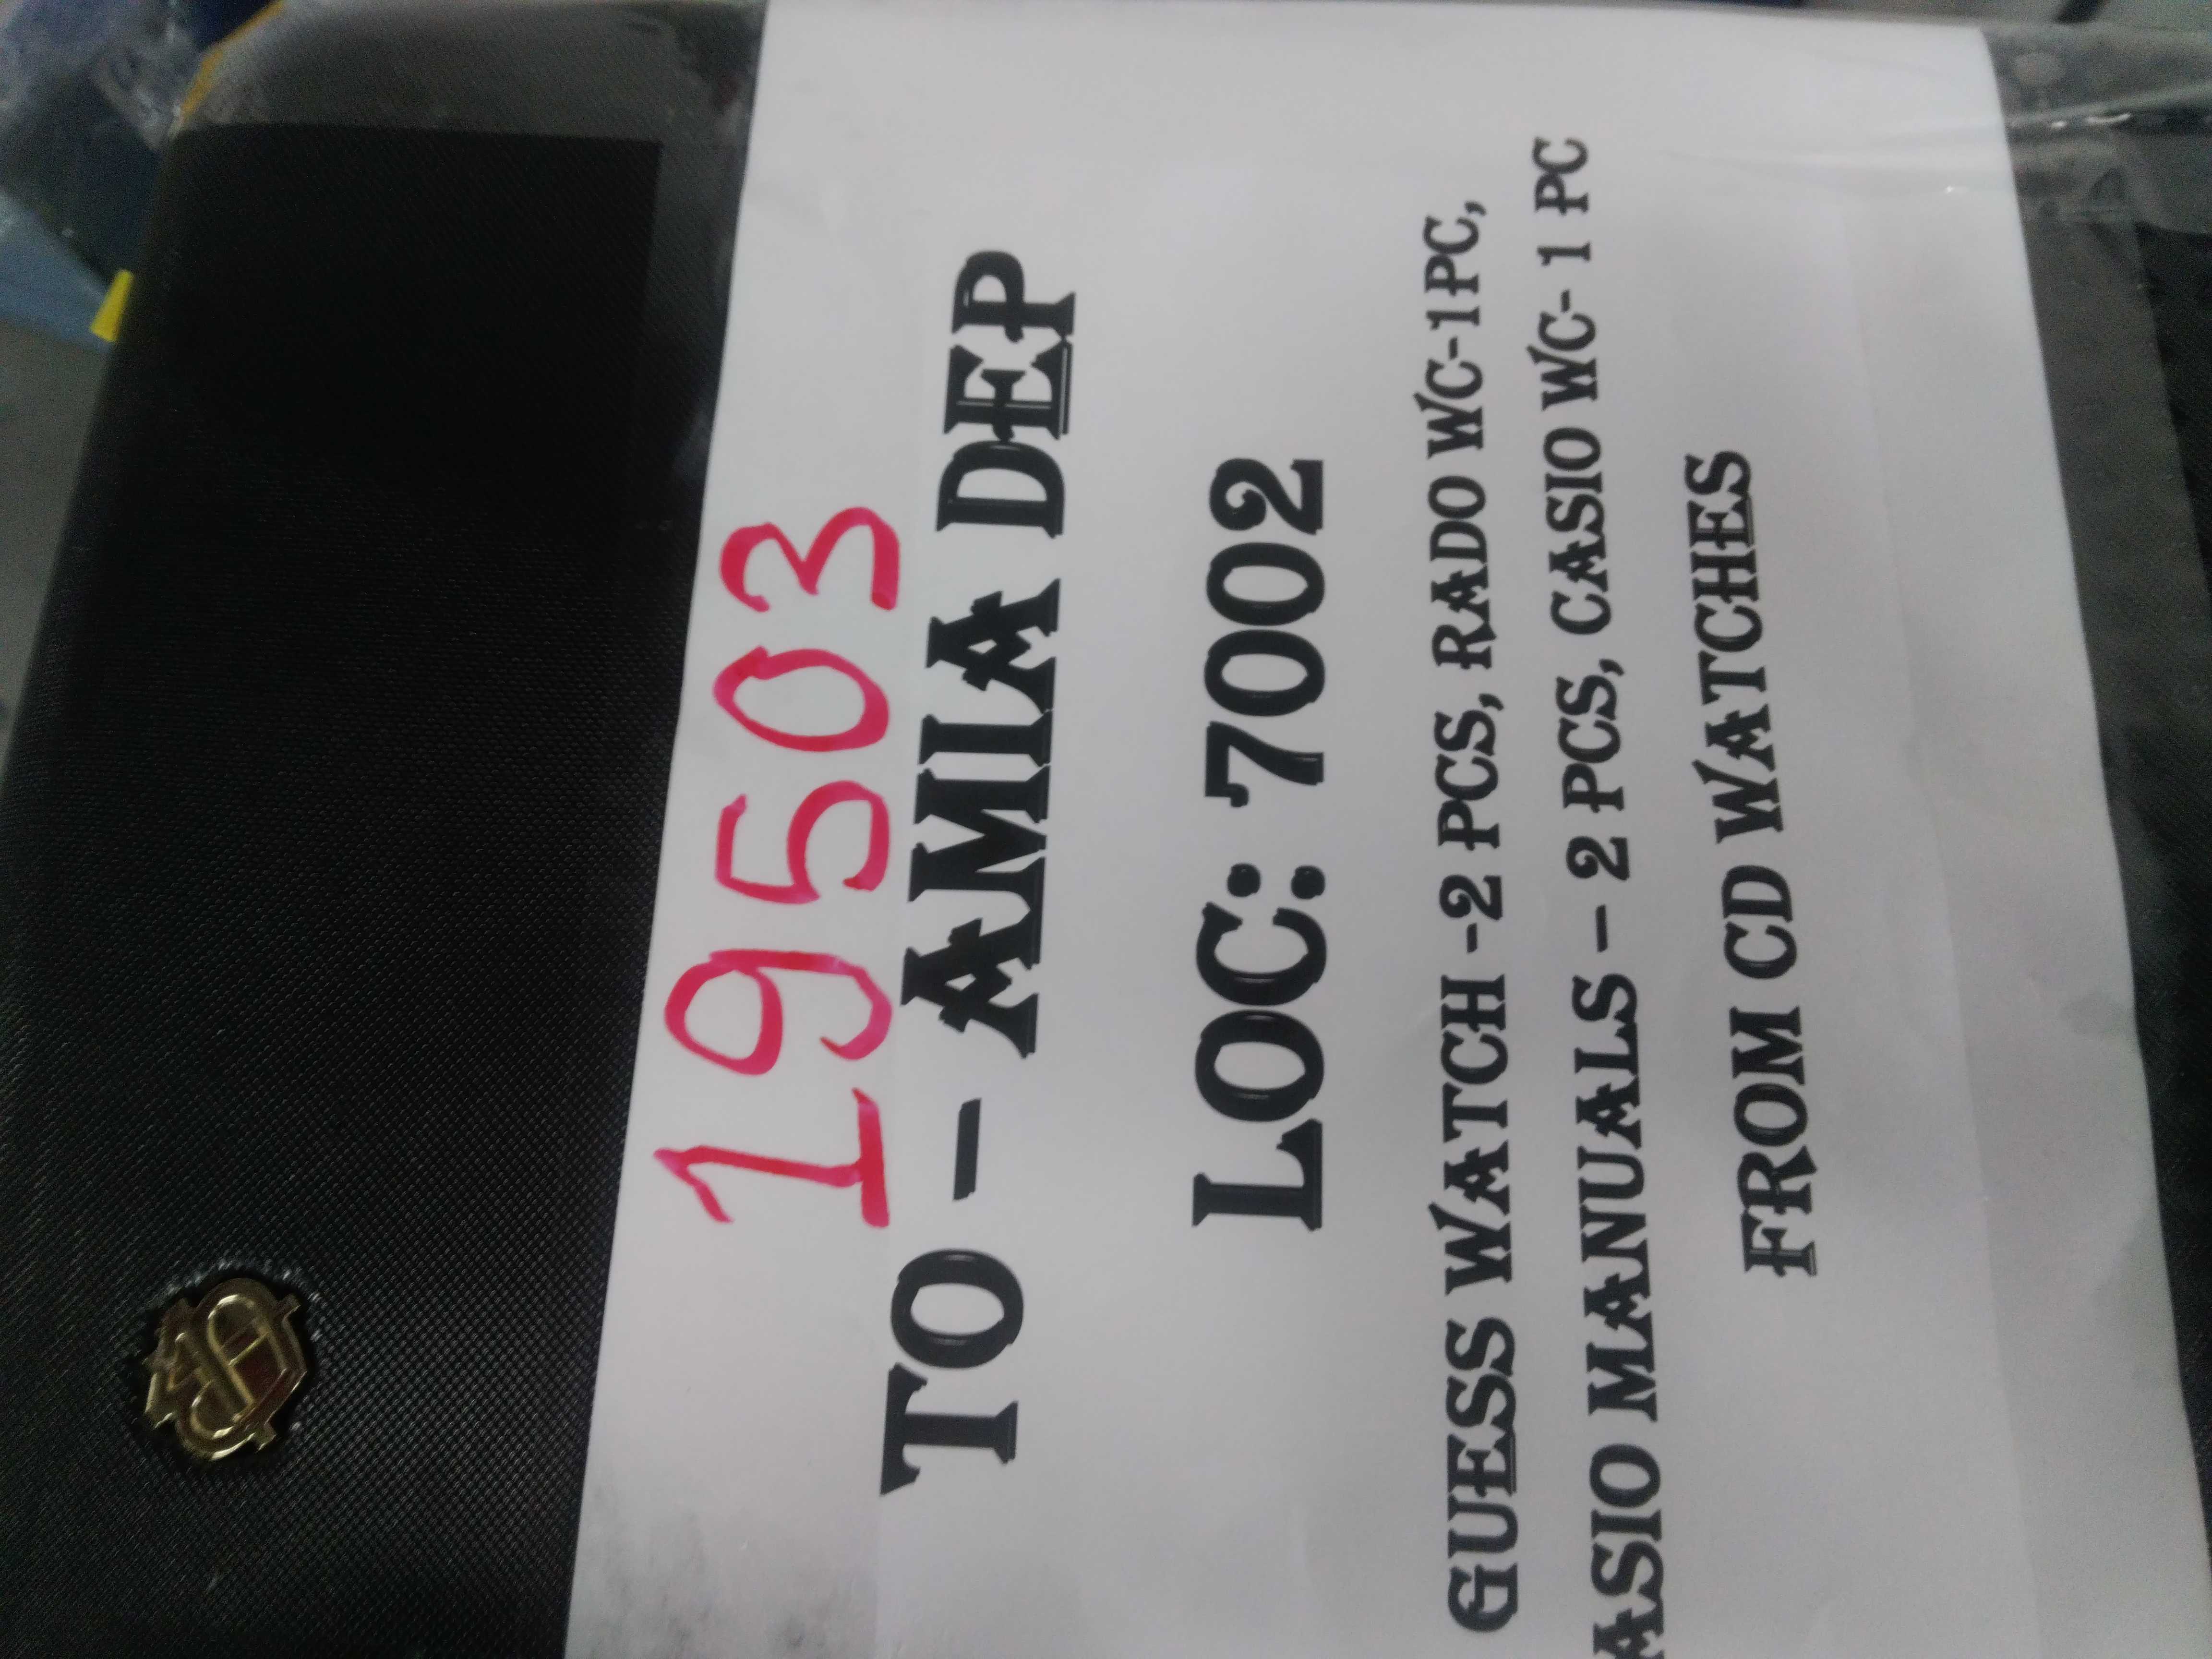 19503
TO - AMIA DEP
LOC: 7002
GUESS WATCH -2 PCS, RADO WC-1PC,
ASIO MANUALS - 2 PCS, CASIO WC- 1 PC
FROM CD WATCHES